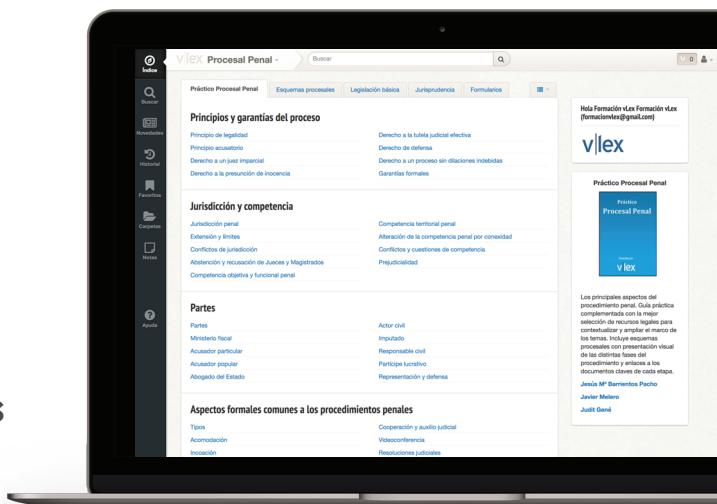 Índice
Buscar
Novedades
Historial
Favoritos
Carpetas
Notas
Ayuda
vlex Procesal Penal
Buscar
0
Práctico Procesal Penal
Esquemas procesales
Legislación básica
Jurisprudencia
Formularios
Principios y garantías del proceso
Principio de legalidad
Derecho a la tutela judicial efectiva
Principio acusatorio
Derecho de defensa
Derecho a un juez imparcial
Derecho a un proceso sin dilaciones indebidas
Derecho a la presunción de inocencia
Garantías formales
Jurisdicción y competencia
Jurisdicción penal
Competencia territorial penal
Extensión y límites
Alteración de la competencia penal por conexidad
Conflictos de jurisdicción
Conflictos y cuestiones de competencia
Abstención y recusación de Jueces y Magistrados
Prejudicialidad
Competencia objetiva y funcional penal
Partes
Partes
Actor civil
Ministerio fiscal
Imputado
Acusador particular
Responsable civil
Acusador popular
Partícipe lucrativo
Abogado del Estado
Representación y defensa
Aspectos formales comunes a los procedimientos penales
Tipos
Cooperación y auxilio judicial
Acomodación
Videoconferencia
Incoación
Resoluciones judiciales
Hola Formación vLex Formación vLex
(formacionvlex@gmail.com)
v|lex
Práctico Procesal Penal
Práctico
Procesal Penal
v lex
Los principales aspectos del
procedimiento penal. Guía práctica
complementada con la mejor
selección de recursos legales para
contextualizar y ampliar el marco de
los temas. Incluye esquemas
procesales con presentación visual
de las distintas fases del
procedimiento y enlaces a los
documentos claves de cada etapa.
Jesús Mª Barrientos Pacho
Javier Melero
Judit Gené
s